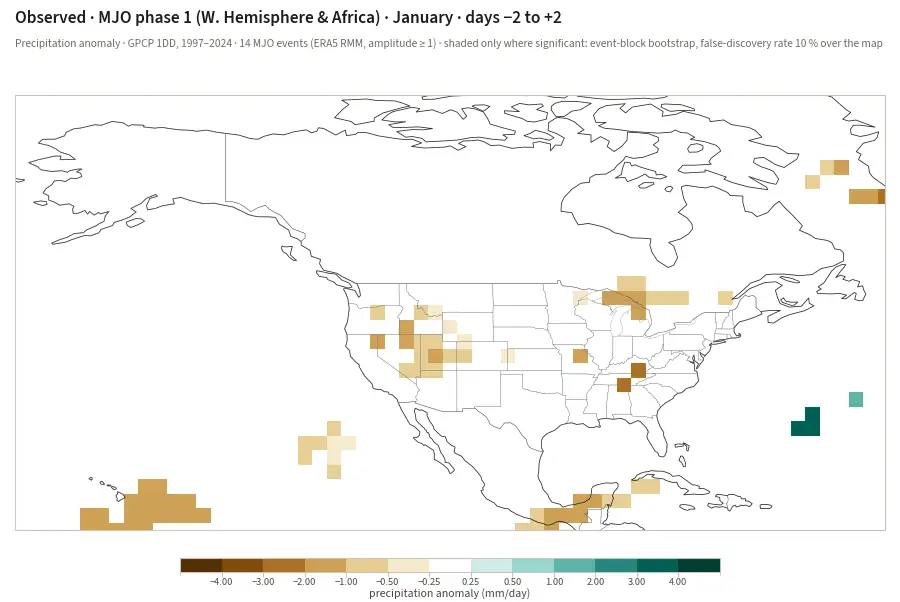 Observed · MJO phase 1 (W. Hemisphere & Africa) · January · days −2 to +2
Precipitation anomaly · GPCP 1DD, 1997–2024 · 14 MJO events (ERA5 RMM, amplitude ≥ 1) · shaded only where significant: event-block bootstrap, false-discovery rate 10 % over the map
−4.00 −3.00 −2.00 −1.00 −0.50 −0.25 0.25 0.50 1.00 2.00 3.00 4.00
precipitation anomaly (mm/day)